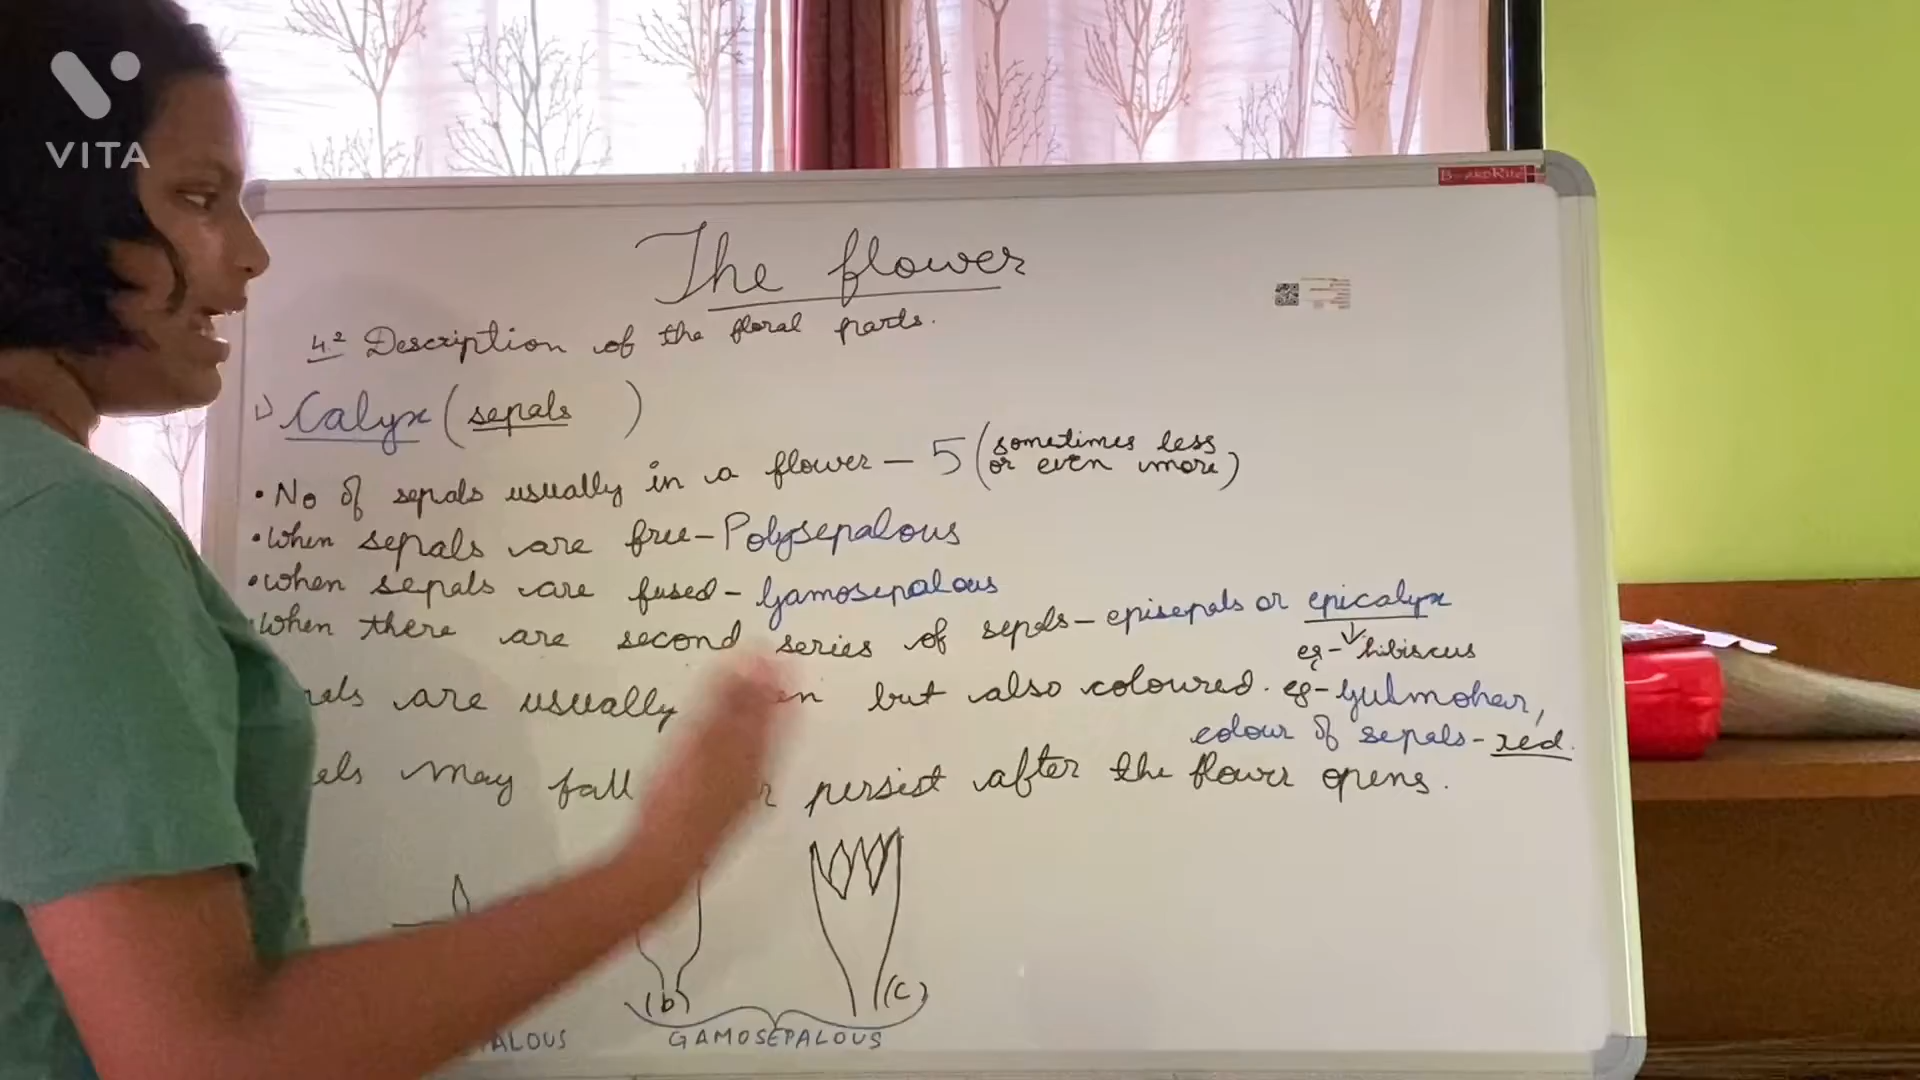 VITA
The flower
4.2 Description of the floral parts.
1) Calyx (sepals )
• No of sepals usually in a flower – 5 (sometimes less or even more)
• When sepals are free – Polysepalous
• When sepals are fused – Gamosepalous
• When there are second series of sepals – episepals or epicalyx
eg – hibiscus
are usually but also coloured. eg – Gulmohar,
colour of sepals – red.
may fall persist after the flower opens.
(b) (c)
GAMOSEPALOUS